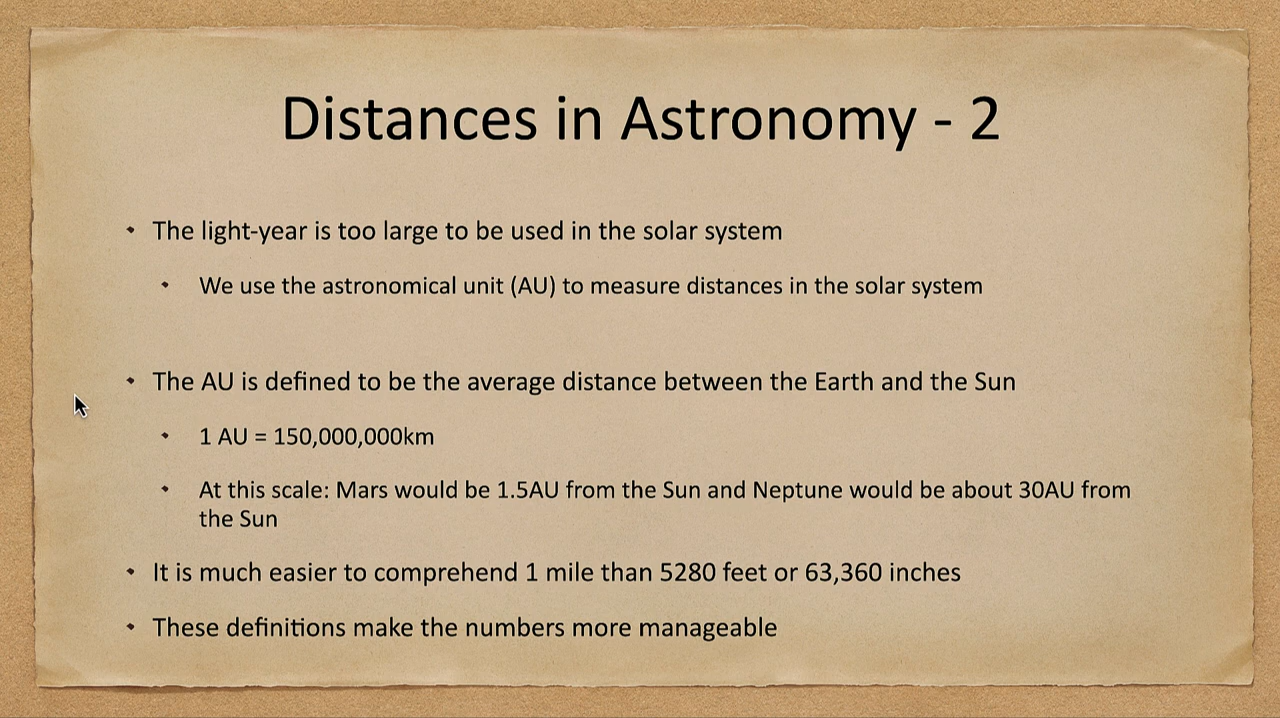 Distances in Astronomy - 2
• The light-year is too large to be used in the solar system
• We use the astronomical unit (AU) to measure distances in the solar system
• The AU is defined to be the average distance between the Earth and the Sun
• 1 AU = 150,000,000km
• At this scale: Mars would be 1.5AU from the Sun and Neptune would be about 30AU from
the Sun
• It is much easier to comprehend 1 mile than 5280 feet or 63,360 inches
• These definitions make the numbers more manageable